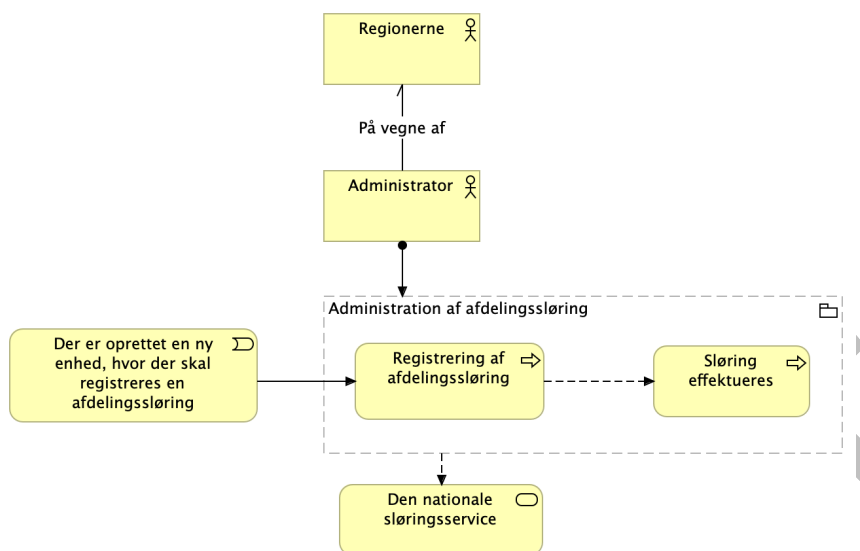 Regionerne
På vegne af
Administrator
Administration af afdelingssløring
Der er oprettet en ny
enhed, hvor der skal
registreres en
afdelingssløring
Registrering af
afdelingssløring
Sløring
effektueres
Den nationale
sløringsservice